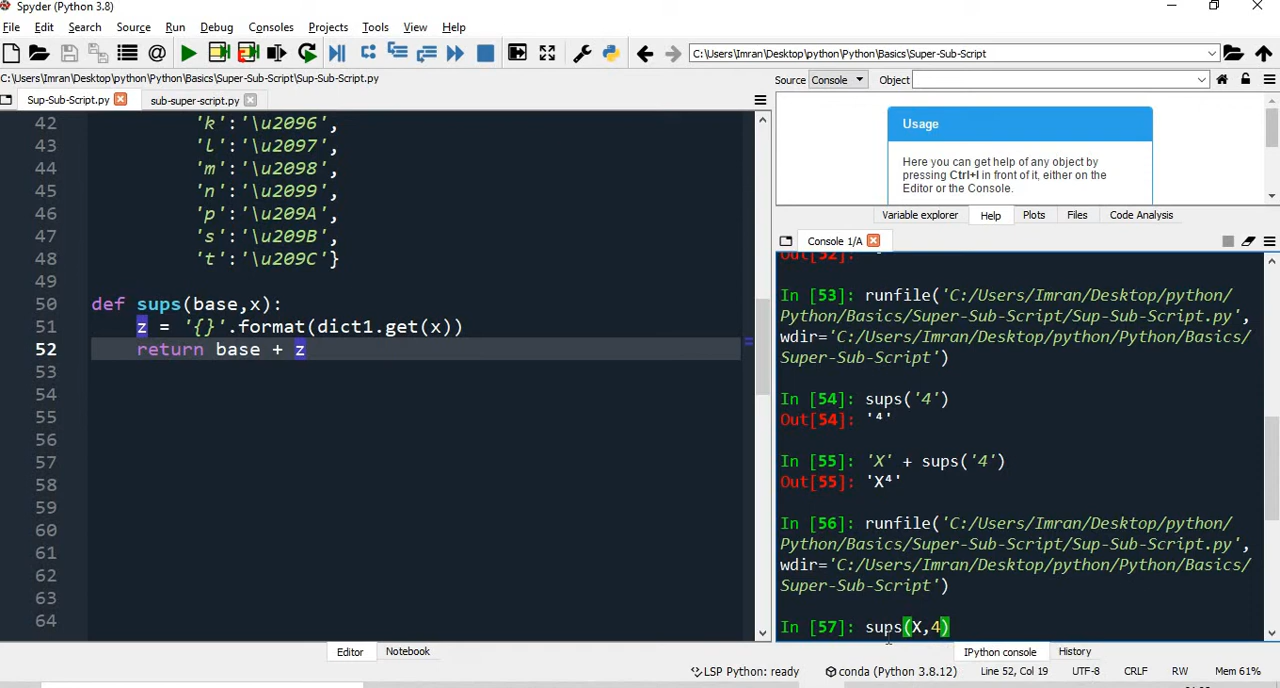 Spyder (Python 3.8)
File Edit Search Source Run Debug Consoles Projects Tools View Help
C:\Users\Imran\Desktop\python\Python\Basics\Super-Sub-Script
C:\Users\Imran\Desktop\python\Python\Basics\Super-Sub-Script\Sup-Sub-Script.py
Source Console Object
Sup-Sub-Script.py sub-super-script.py
42 'k':'\u2096',
43 'l':'\u2097',
44 'm':'\u2098',
45 'n':'\u2099',
46 'p':'\u209A',
47 's':'\u209B',
48 't':'\u209C'}
49
50 def sups(base,x):
51 z = '{}'.format(dict1.get(x))
52 return base + z
53
54
55
56
57
58
59
60
61
62
63
64
Usage
Here you can get help of any object by
pressing Ctrl+I in front of it, either on the
Editor or the Console.
Variable explorer Help Plots Files Code Analysis
Console 1/A
Out[52]:
In [53]: runfile('C:/Users/Imran/Desktop/python/
Python/Basics/Super-Sub-Script/Sup-Sub-Script.py',
wdir='C:/Users/Imran/Desktop/python/Python/Basics/
Super-Sub-Script')
In [54]: sups('4')
Out[54]: '⁴'
In [55]: 'X' + sups('4')
Out[55]: 'X⁴'
In [56]: runfile('C:/Users/Imran/Desktop/python/
Python/Basics/Super-Sub-Script/Sup-Sub-Script.py',
wdir='C:/Users/Imran/Desktop/python/Python/Basics/
Super-Sub-Script')
In [57]: sups(X,4)
Editor Notebook
IPython console History
LSP Python: ready conda (Python 3.8.12) Line 52, Col 19 UTF-8 CRLF RW Mem 61%